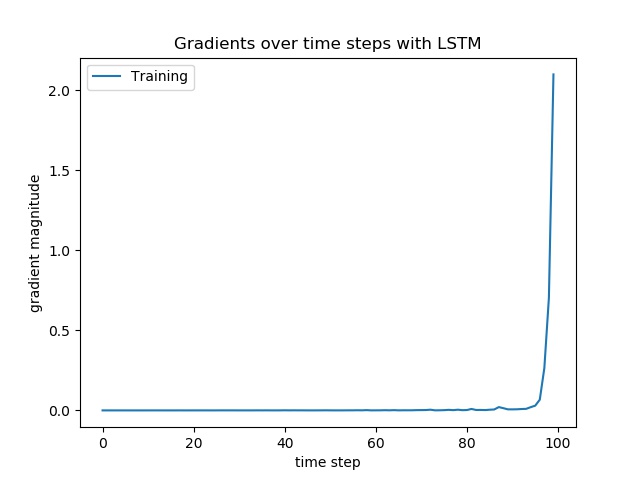 Gradients over time steps with LSTM
Training
gradient magnitude
2.0
1.5
1.0
0.5
0.0
0 20 40 60 80 100
time step